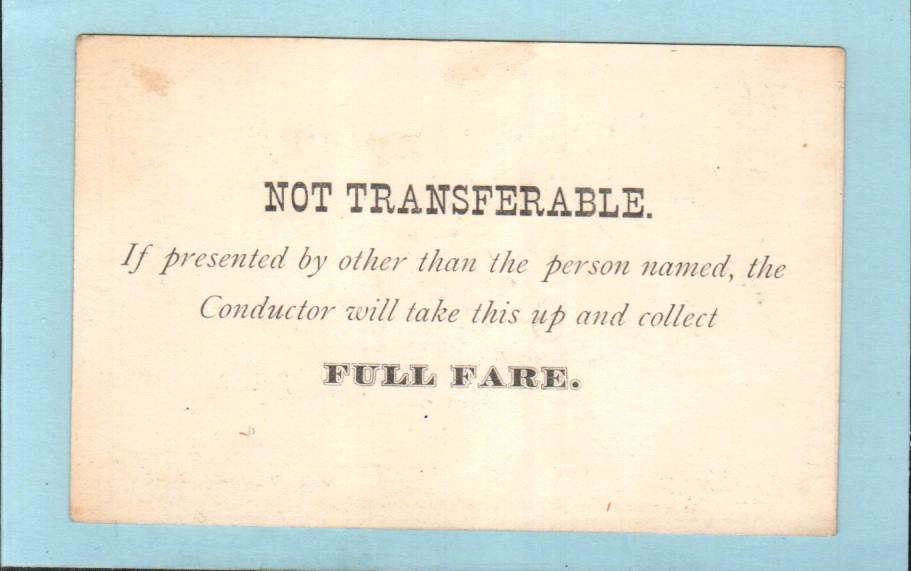 NOT TRANSFERABLE.
If presented by other than the person named, the
Conductor will take this up and collect
FULL FARE.